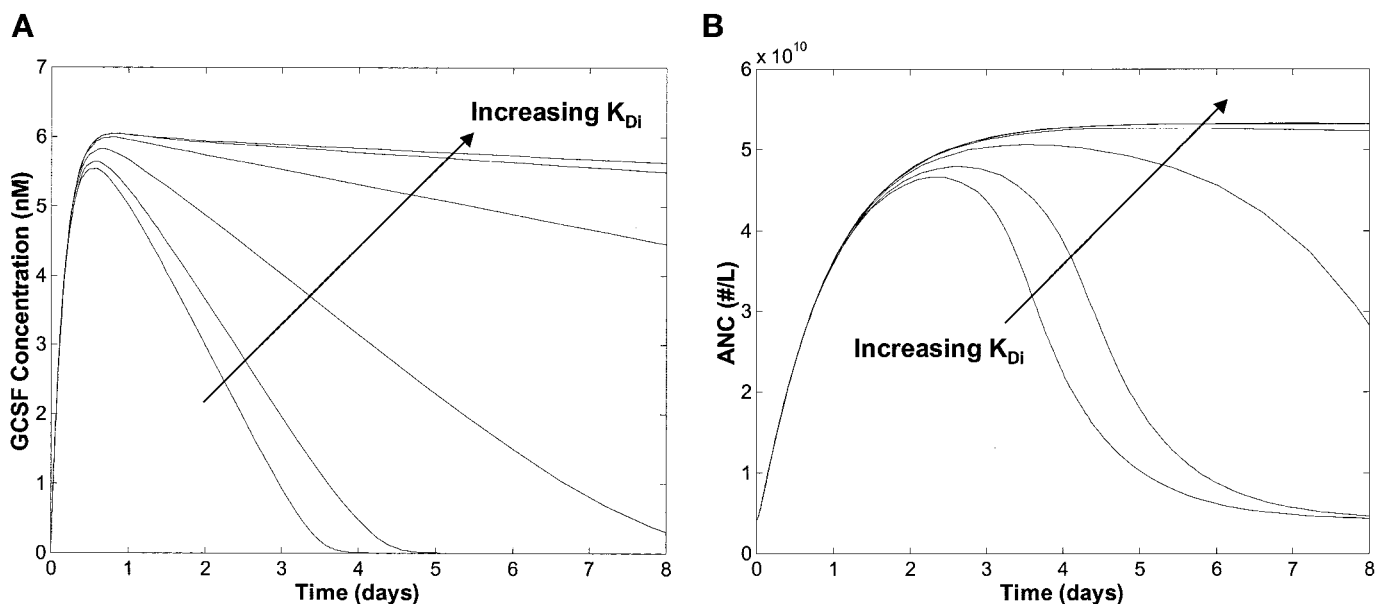 A
7
6
5
4
3
2
1
0
GCSF Concentration (nM)
Increasing K_Di
0 1 2 3 4 5 6 7 8
Time (days)
B
x 10^10
6
5
4
3
2
1
0
ANC (#/L)
Increasing K_Di
0 1 2 3 4 5 6 7 8
Time (days)